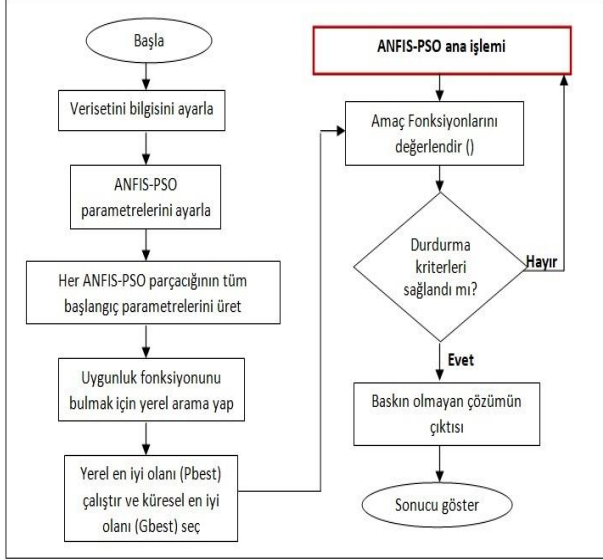 Başla
Verisetini bilgisini ayarla
ANFIS-PSO
parametrelerini ayarla
Her ANFIS-PSO parçacığının tüm
başlangıç parametrelerini üret
Uygunluk fonksiyonunu
bulmak için yerel arama yap
Yerel en iyi olanı (Pbest)
çalıştır ve küresel en iyi
olanı (Gbest) seç
ANFIS-PSO ana işlemi
Amaç Fonksiyonlarını
değerlendir ()
Durdurma
kriterleri
sağlandı mı?
Hayır
Evet
Baskın olmayan çözümün
çıktısı
Sonucu göster